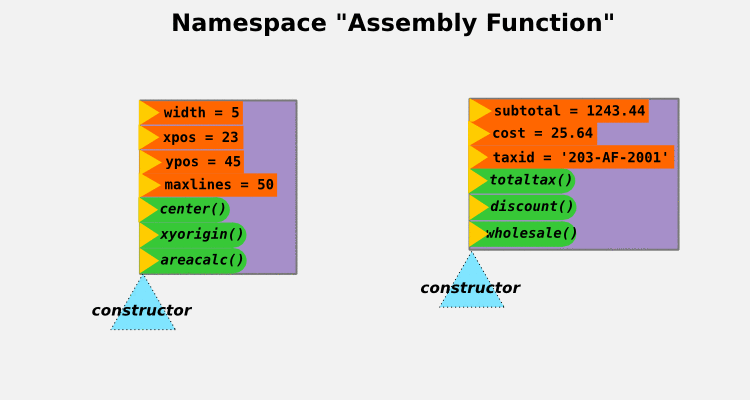 Namespace "Assembly Function"
width = 5
xpos = 23
ypos = 45
maxlines = 50
center()
xyorigin()
areacalc()
constructor
subtotal = 1243.44
cost = 25.64
taxid = '203-AF-2001'
totaltax()
discount()
wholesale()
constructor